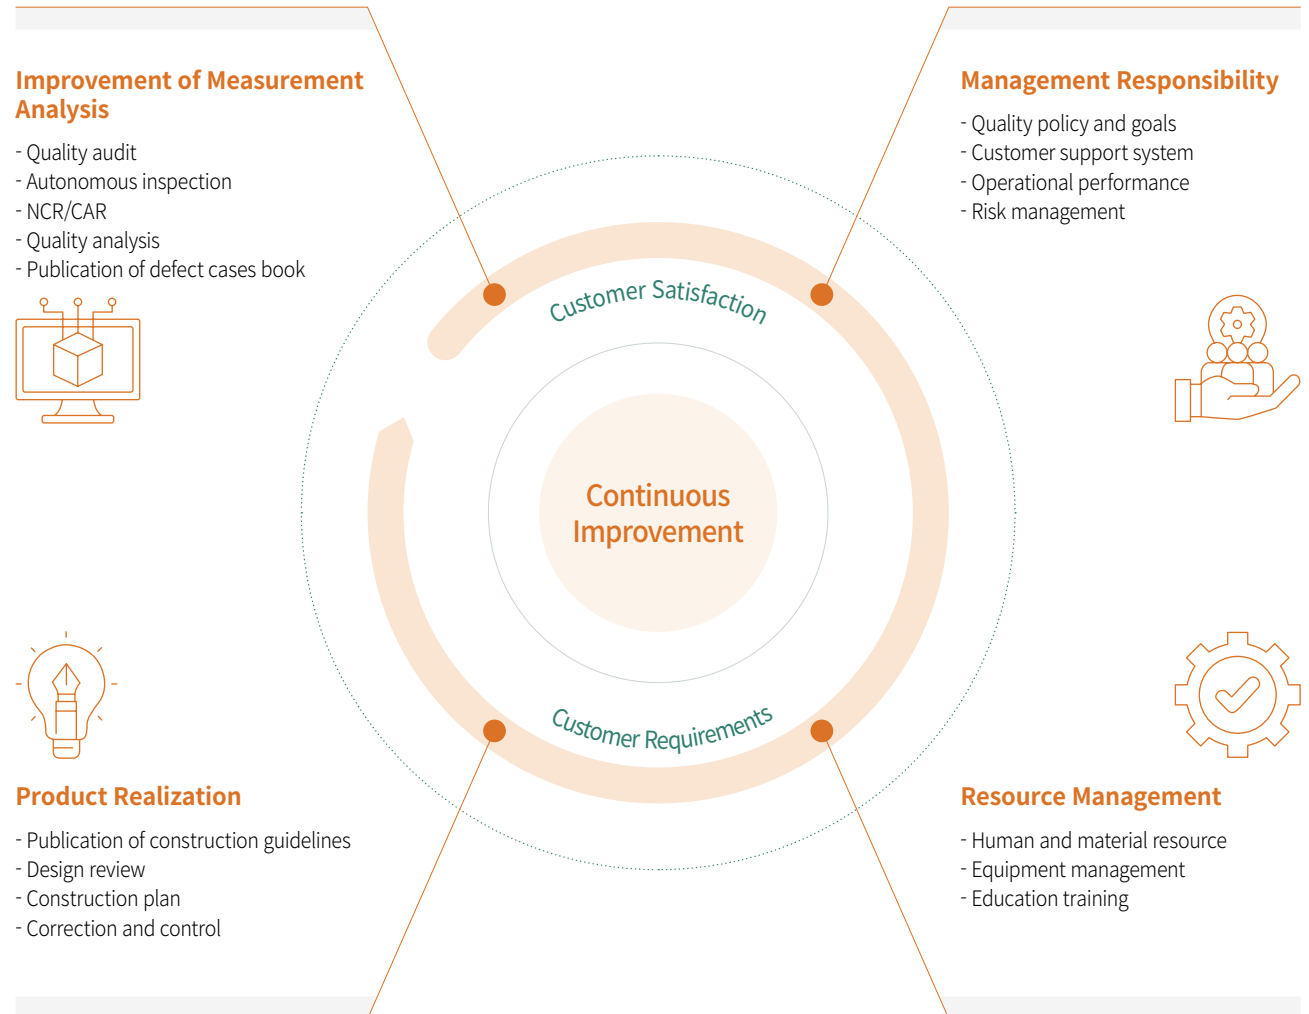 Improvement of Measurement
Analysis
- Quality audit
- Autonomous inspection
- NCR/CAR
- Quality analysis
- Publication of defect cases book
Management Responsibility
- Quality policy and goals
- Customer support system
- Operational performance
- Risk management
Customer Satisfaction
Continuous
Improvement
Customer Requirements
Product Realization
- Publication of construction guidelines
- Design review
- Construction plan
- Correction and control
Resource Management
- Human and material resource
- Equipment management
- Education training